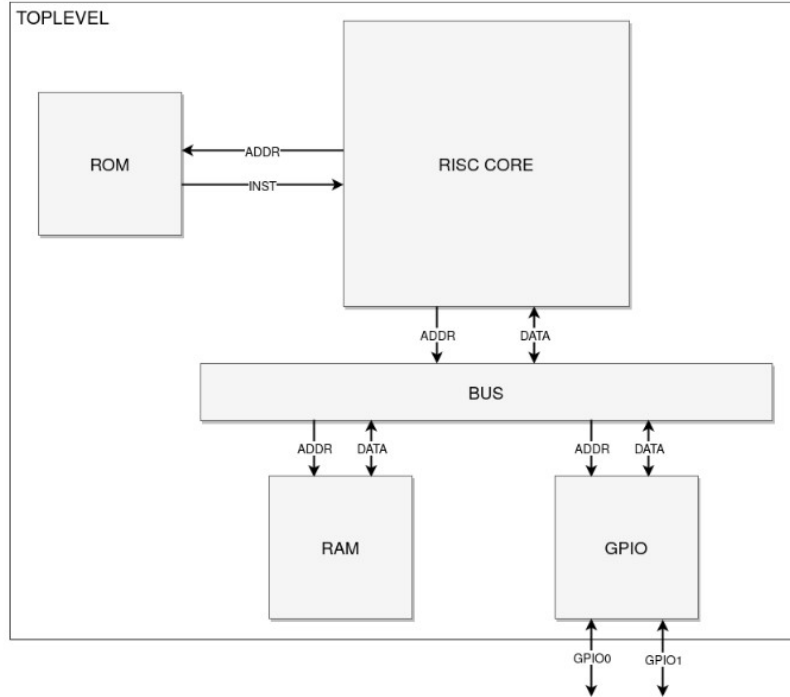 TOPLEVEL
ROM
ADDR
INST
RISC CORE
ADDR
DATA
BUS
ADDR
DATA
ADDR
DATA
RAM
GPIO
GPIO0
GPIO1